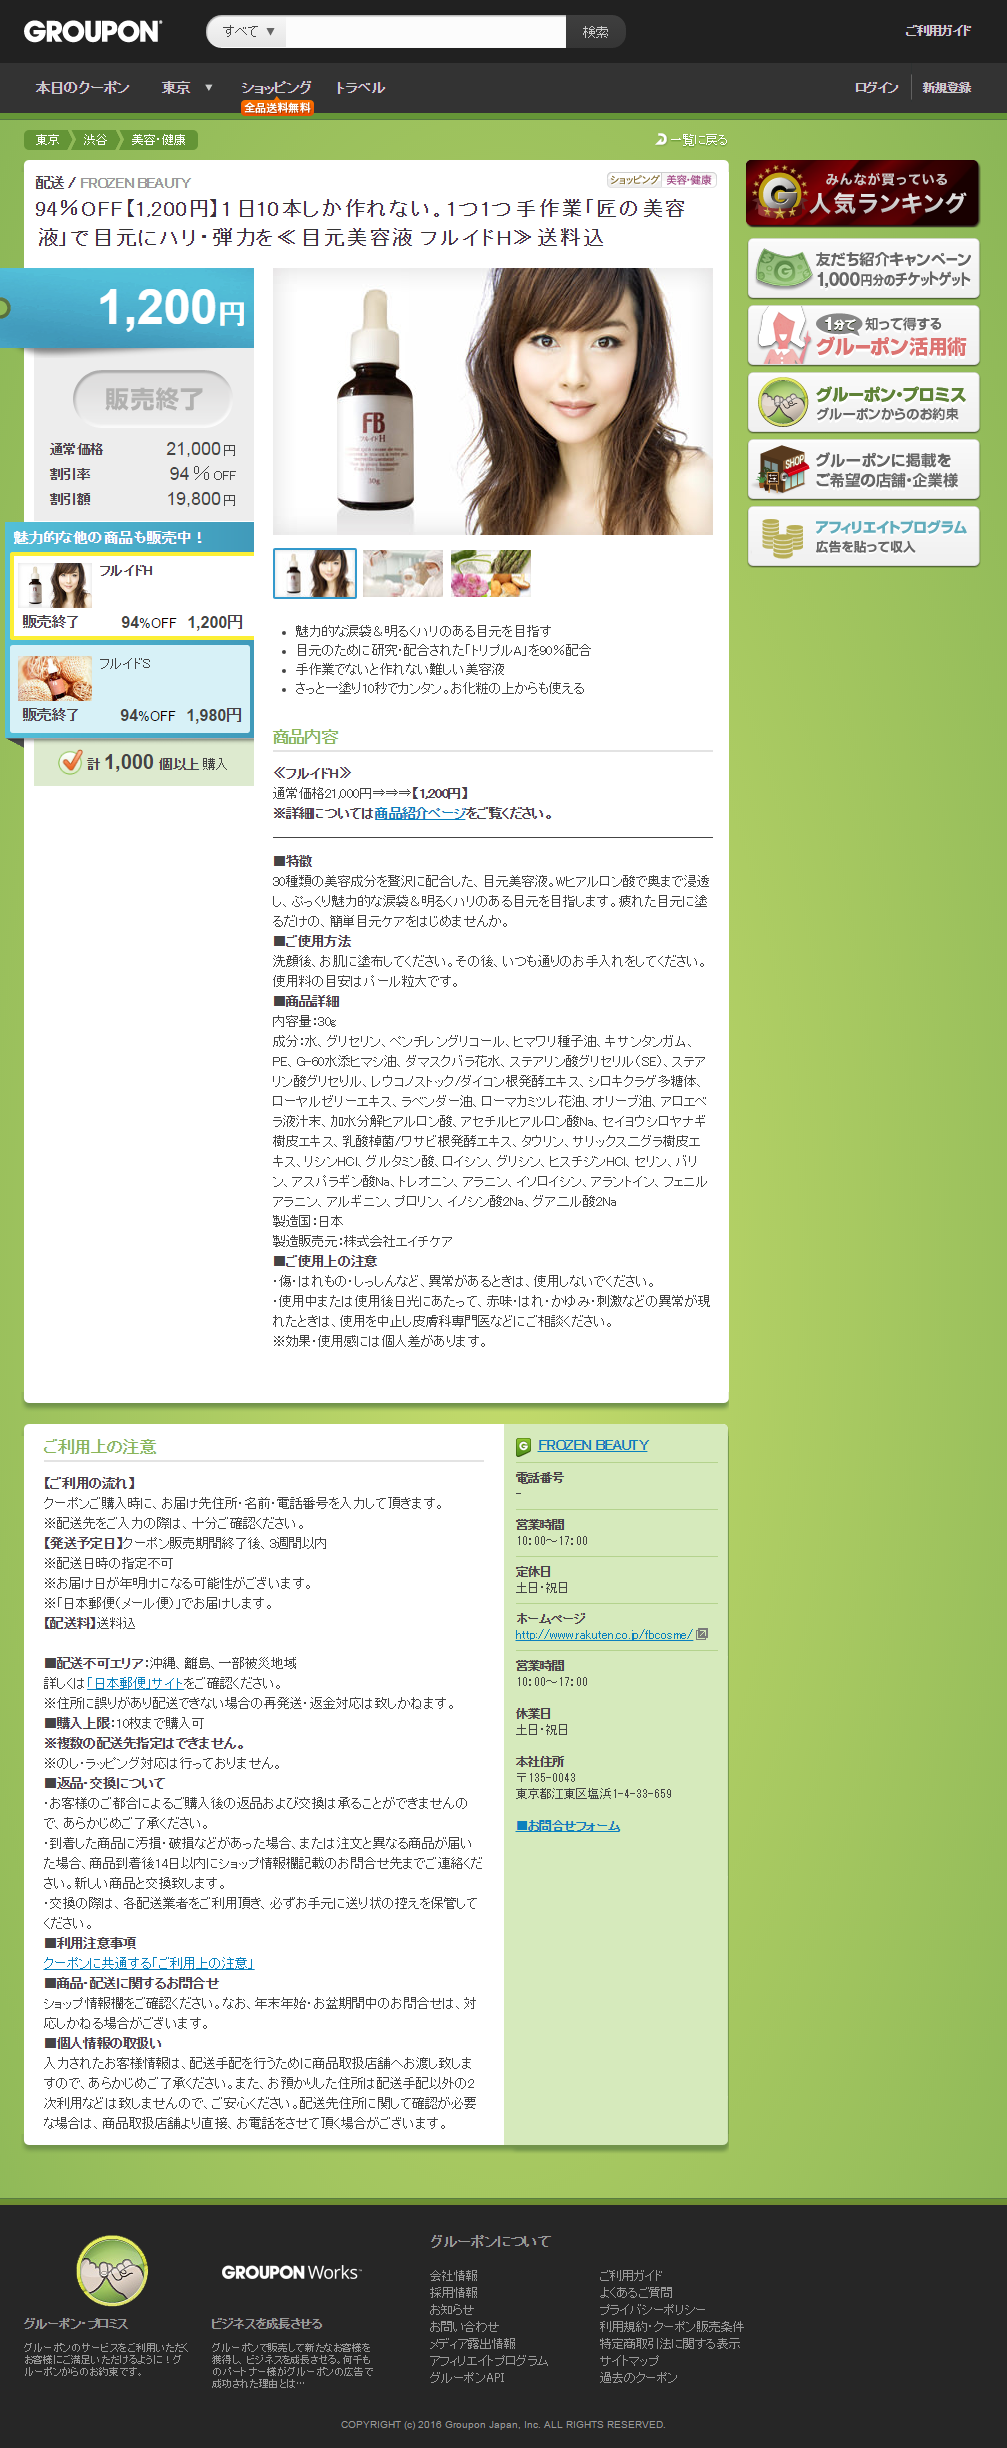 GROUPON
すべて ▼
検索
ご利用ガイド
本日のクーポン
東京 ▼
ショッピング
全品送料無料
トラベル
ログイン
新規登録
東京
渋谷
美容・健康
一覧に戻る
配送 / FROZEN BEAUTY
ショッピング 美容・健康
94%OFF【1,200円】1日10本しか作れない。1つ1つ手作業「匠の美容
液」で目元にハリ・弾力を≪目元美容液 フルイドH≫送料込
1,200円
販売終了
通常価格 21,000円
割引率 94%OFF
割引額 19,800円
魅力的な他の商品も販売中！
フルイドH
販売終了 94%OFF 1,200円
フルイドS
販売終了 94%OFF 1,980円
計 1,000 個以上購入
FB
フルイドH
30g
・魅力的な涙袋＆明るくハリのある目元を目指す
・目元のために研究・配合された「トリプルA」を90％配合
・手作業でないと作れない難しい美容液
・さっと一塗り10秒でカンタン。お化粧の上からも使える
商品内容
≪フルイドH≫
通常価格21,000円⇒⇒⇒【1,200円】
※詳細については商品紹介ページをご覧ください。
■特徴
30種類の美容成分を贅沢に配合した、目元美容液。Wヒアルロン酸で奥まで浸透
し、ぷっくり魅力的な涙袋＆明るくハリのある目元を目指します。疲れた目元に塗
るだけの、簡単目元ケアをはじめませんか。
■ご使用方法
洗顔後、お肌に塗布してください。その後、いつも通りのお手入れをしてください。
使用料の目安はパール粒大です。
■商品詳細
内容量：30g
成分：水、グリセリン、ペンチレングリコール、ヒマワリ種子油、キサンタンガム、
PE、G-60水添ヒマシ油、ダマスクバラ花水、ステアリン酸グリセリル（SE）、ステア
リン酸グリセリル、レウコノストック/ダイコン根発酵エキス、シロキクラゲ多糖体、
ローヤルゼリーエキス、ラベンダー油、ローマカミツレ花油、オリーブ油、アロエベ
ラ液汁末、加水分解ヒアルロン酸、アセチルヒアルロン酸Na、セイヨウシロヤナギ
樹皮エキス、乳酸桿菌/ワサビ根発酵エキス、タウリン、サリックスニグラ樹皮エ
キス、リシンHCl、グルタミン酸、ロイシン、グリシン、ヒスチジンHCl、セリン、バリ
ン、アスパラギン酸Na、トレオニン、アラニン、イソロイシン、アラントイン、フェニル
アラニン、アルギニン、プロリン、イノシン酸2Na、グアニル酸2Na
製造国：日本
製造販売元：株式会社エイチケア
■ご使用上の注意
・傷・はれもの・しっしんなど、異常があるときは、使用しないでください。
・使用中または使用後日光にあたって、赤味・はれ・かゆみ・刺激などの異常が現
れたときは、使用を中止し皮膚科専門医などにご相談ください。
※効果・使用感には個人差があります。
みんなが買っている
人気ランキング
友だち紹介キャンペーン
1,000円分のチケットゲット
1分で 知って得する
グルーポン活用術
グルーポン・プロミス
グルーポンからのお約束
SHOP
グルーポンに掲載を
ご希望の店舗・企業様
アフィリエイトプログラム
広告を貼って収入
ご利用上の注意
【ご利用の流れ】
クーポンご購入時に、お届け先住所・名前・電話番号を入力して頂きます。
※配送先をご入力の際は、十分ご確認ください。
【発送予定日】クーポン販売期間終了後、3週間以内
※配送日時の指定不可
※お届け日が年明けになる可能性がございます。
※「日本郵便（メール便）」でお届けします。
【配送料】送料込
■配送不可エリア：沖縄、離島、一部被災地域
詳しくは「日本郵便」サイトをご確認ください。
※住所に誤りがあり配送できない場合の再発送・返金対応は致しかねます。
■購入上限：10枚まで購入可
※複数の配送先指定はできません。
※のし・ラッピング対応は行っておりません。
■返品・交換について
・お客様のご都合によるご購入後の返品および交換は承ることができませんの
で、あらかじめご了承ください。
・到着した商品に汚損・破損などがあった場合、または注文と異なる商品が届い
た場合、商品到着後14日以内にショップ情報欄記載のお問合せ先までご連絡くだ
さい。新しい商品と交換致します。
・交換の際は、各配送業者をご利用頂き、必ずお手元に送り状の控えを保管して
ください。
■利用注意事項
クーポンに共通する「ご利用上の注意」
■商品・配送に関するお問合せ
ショップ情報欄をご確認ください。なお、年末年始・お盆期間中のお問合せは、対
応しかねる場合がございます。
■個人情報の取扱い
入力されたお客様情報は、配送手配を行うために商品取扱店舗へお渡し致しま
すので、あらかじめご了承ください。また、お預かりした住所は配送手配以外の2
次利用などは致しませんので、ご安心ください。配送先住所に関して確認が必要
な場合は、商品取扱店舗より直接、お電話をさせて頂く場合がございます。
G FROZEN BEAUTY
電話番号
-
営業時間
10:00～17:00
定休日
土日・祝日
ホームページ
http://www.rakuten.co.jp/fbcosme/
営業時間
10:00～17:00
休業日
土日・祝日
本社住所
〒135-0043
東京都江東区塩浜1-4-33-659
■お問合せフォーム
グルーポン・プロミス
グルーポンのサービスをご利用いただく
お客様にご満足いただけるように！グ
ルーポンからのお約束です。
GROUPON Works
ビジネスを成長させる
グルーポンで販売して新たなお客様を
獲得し、ビジネスを成長させる。何千も
のパートナー様がグルーポンの広告で
成功された理由とは…
グルーポンについて
会社情報
採用情報
お知らせ
お問い合わせ
メディア露出情報
アフィリエイトプログラム
グルーポンAPI
ご利用ガイド
よくあるご質問
プライバシーポリシー
利用規約・クーポン販売条件
特定商取引法に関する表示
サイトマップ
過去のクーポン
COPYRIGHT (c) 2016 Groupon Japan, Inc. ALL RIGHTS RESERVED.